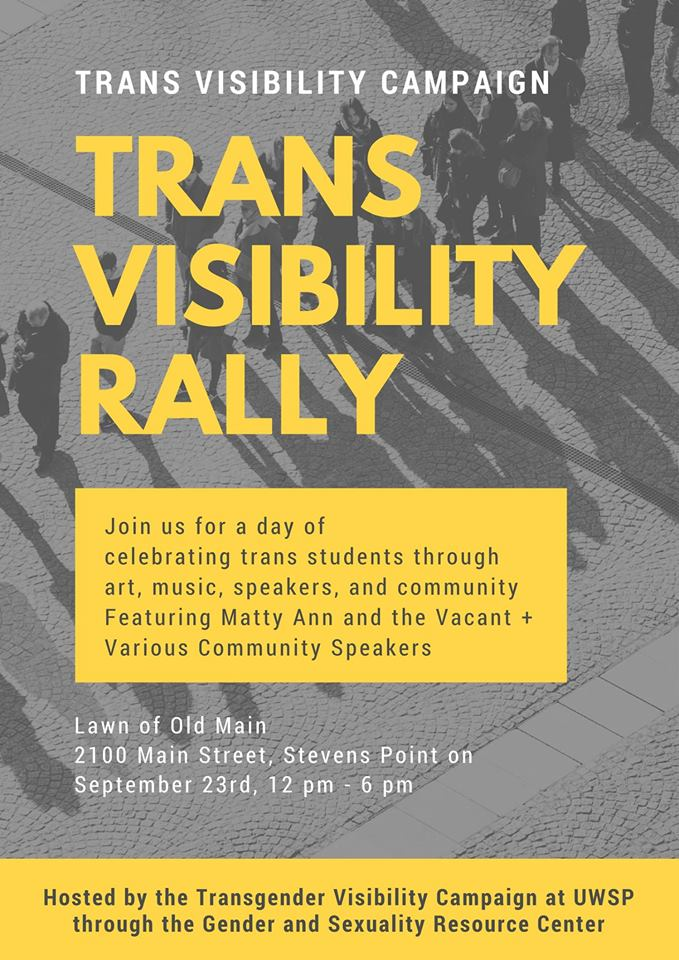 TRANS VISIBILITY CAMPAIGN
TRANS
VISIBILITY
RALLY
Join us for a day of
celebrating trans students through
art, music, speakers, and community
Featuring Matty Ann and the Vacant +
Various Community Speakers
Lawn of Old Main
2100 Main Street, Stevens Point on
September 23rd, 12 pm - 6 pm
Hosted by the Transgender Visibility Campaign at UWSP
through the Gender and Sexuality Resource Center